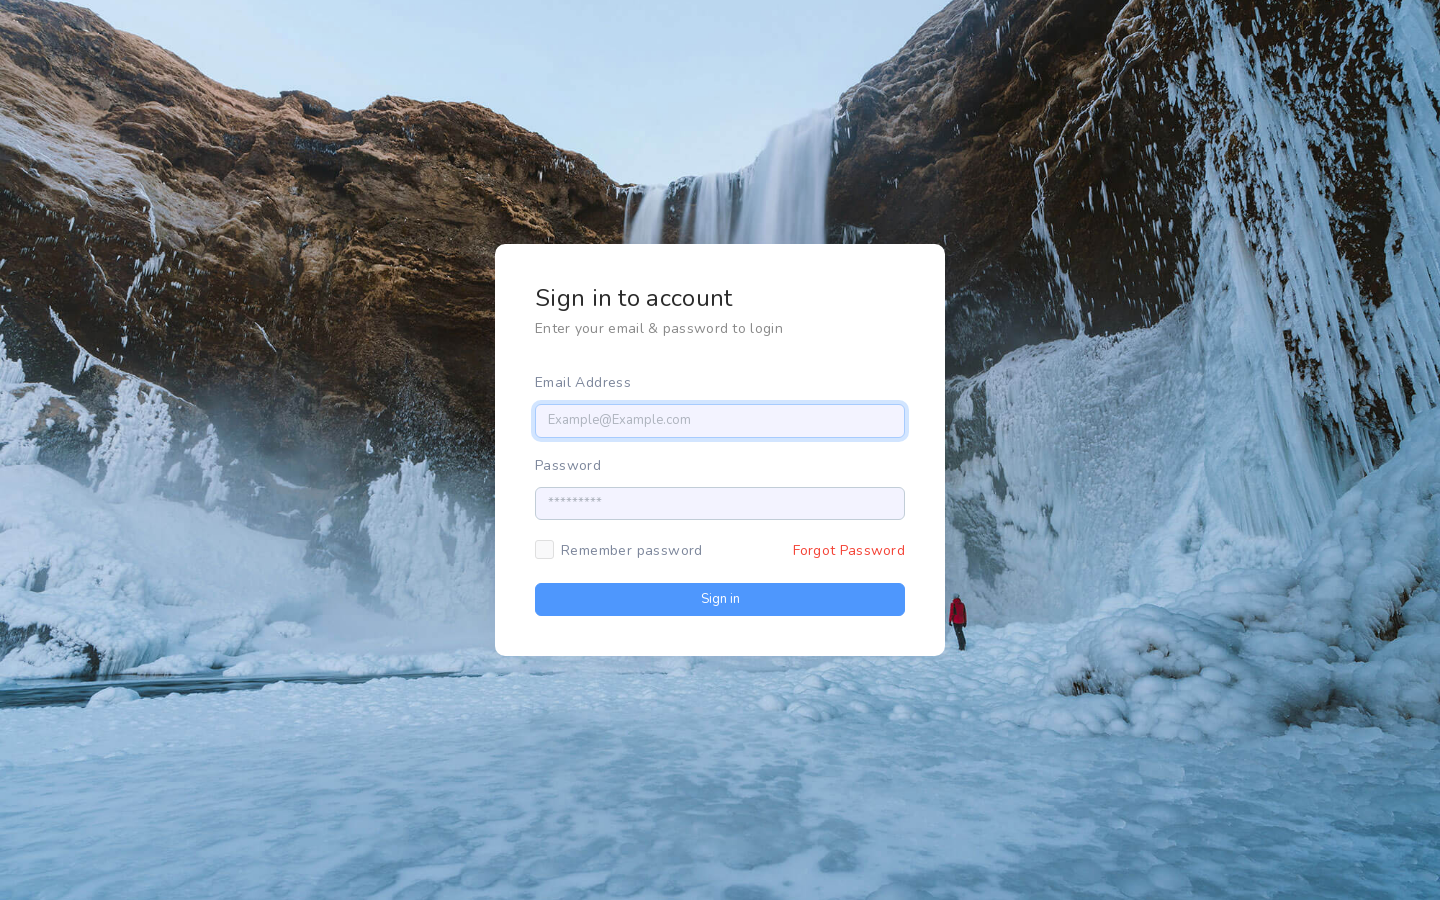 Sign in to account
Enter your email & password to login
Email Address
Example@Example.com
Password
*********
Remember password Forgot Password
Sign in